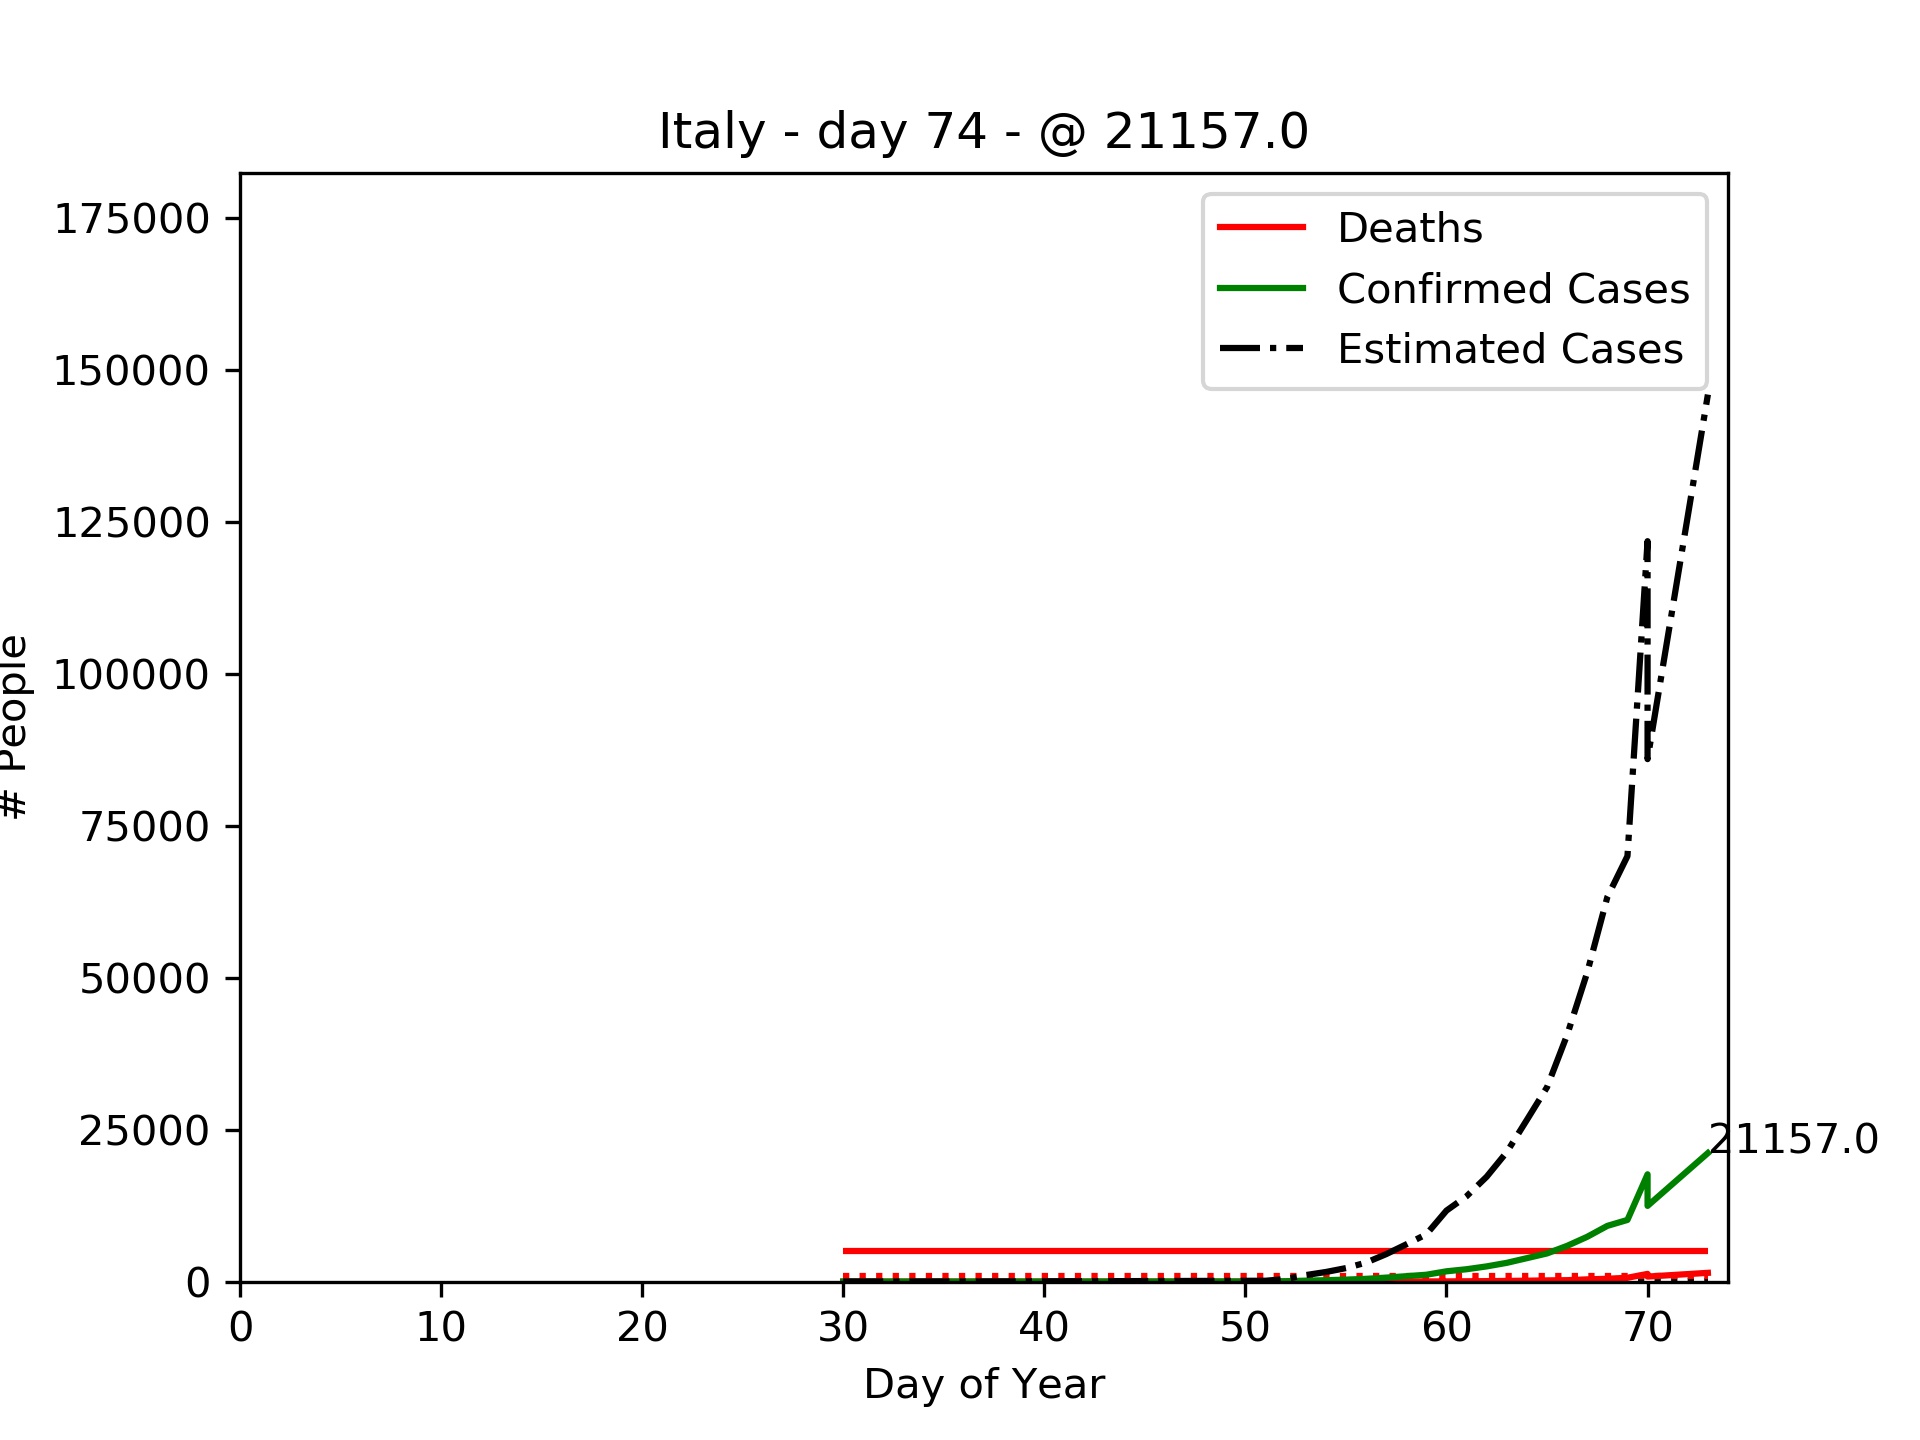 Italy - day 74 - @ 21157.0
Deaths
Confirmed Cases
Estimated Cases
175000
150000
125000
100000
75000
50000
25000
0
# People
21157.0
0 10 20 30 40 50 60 70
Day of Year